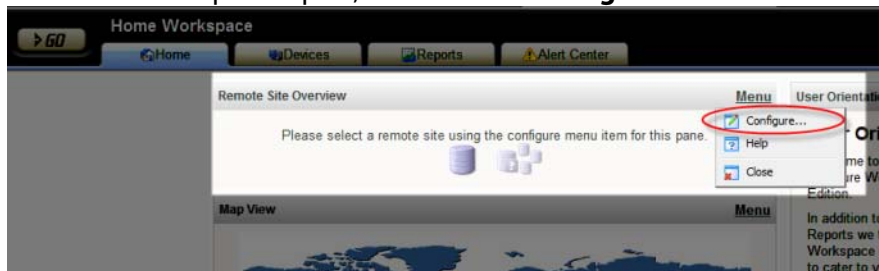 Home Workspace
GO
Home
Devices
Reports
Alert Center
Remote Site Overview
Menu
Configure...
Help
Close
Please select a remote site using the configure menu item for this pane.
User
Map View
Menu
Edition.
In addition
Reports we
Workspace
to cater to